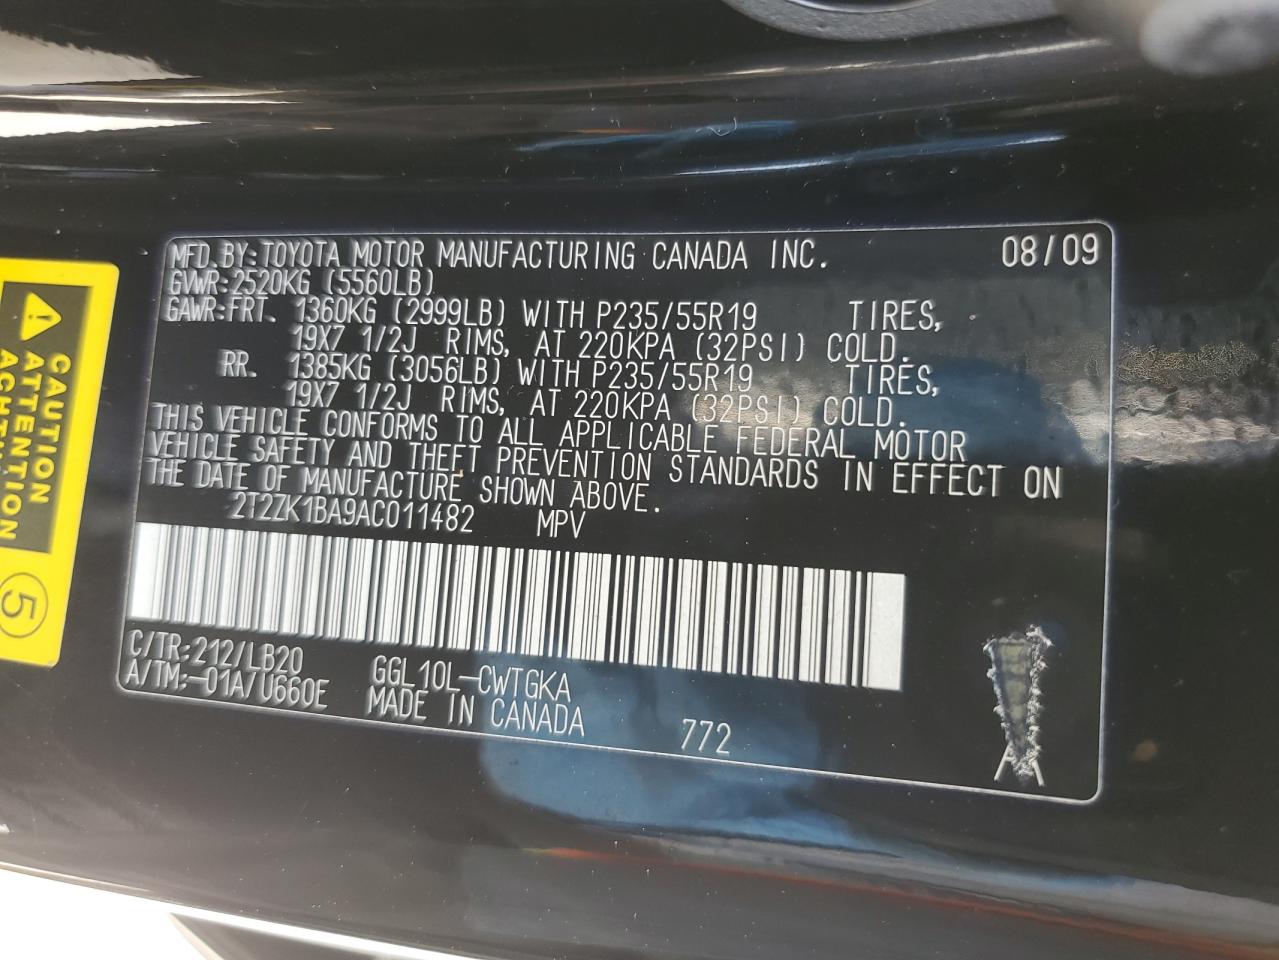 MFD. BY: TOYOTA MOTOR MANUFACTURING CANADA INC. 08/09
GVWR: 2520KG (5560LB)
GAWR: FRT. 1360KG (2999LB) WITH P235/55R19 TIRES,
19X7 1/2J RIMS, AT 220KPA (32PSI) COLD.
RR. 1385KG (3056LB) WITH P235/55R19 TIRES,
19X7 1/2J RIMS, AT 220KPA (32PSI) COLD.
THIS VEHICLE CONFORMS TO ALL APPLICABLE FEDERAL MOTOR
VEHICLE SAFETY AND THEFT PREVENTION STANDARDS IN EFFECT ON
THE DATE OF MANUFACTURE SHOWN ABOVE.
2T2ZK1BA9AC011482 MPV
C/TR: 212/LB20 GGL10L-CWTGKA
A/TM: -01A/U660E MADE IN CANADA 772
CAUTION
ATTENTION
ACHTUNG
5